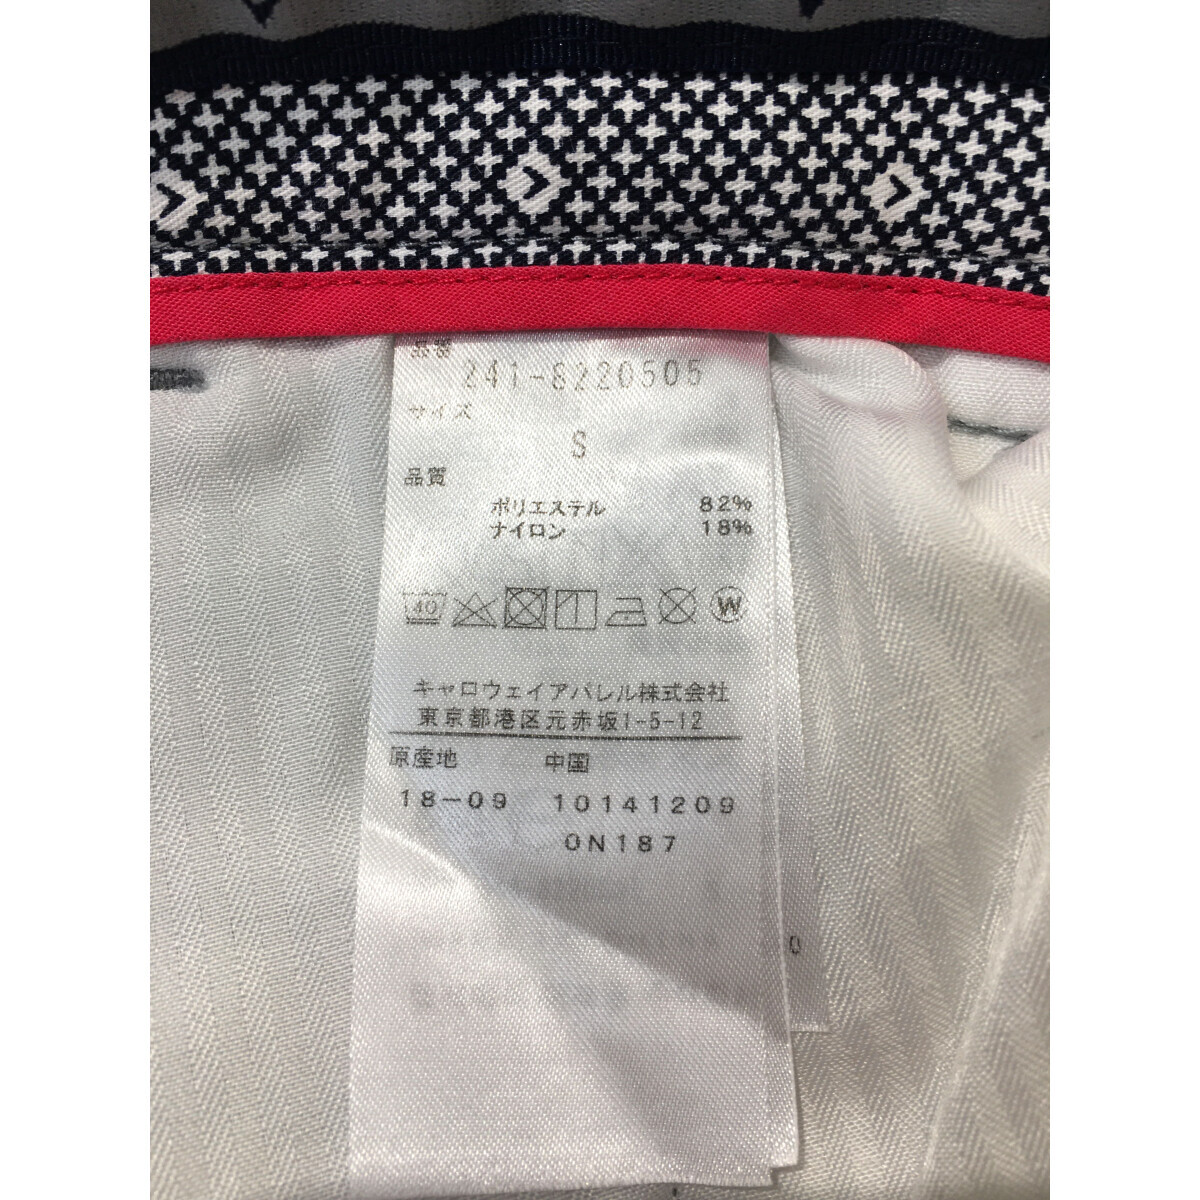 品番
241-8220505
サイズ
S
品質
ポリエステル 82%
ナイロン 18%
40 W
キャロウェイアパレル株式会社
東京都港区元赤坂1-5-12
原産地 中国
18-09 10141209
0N187
0